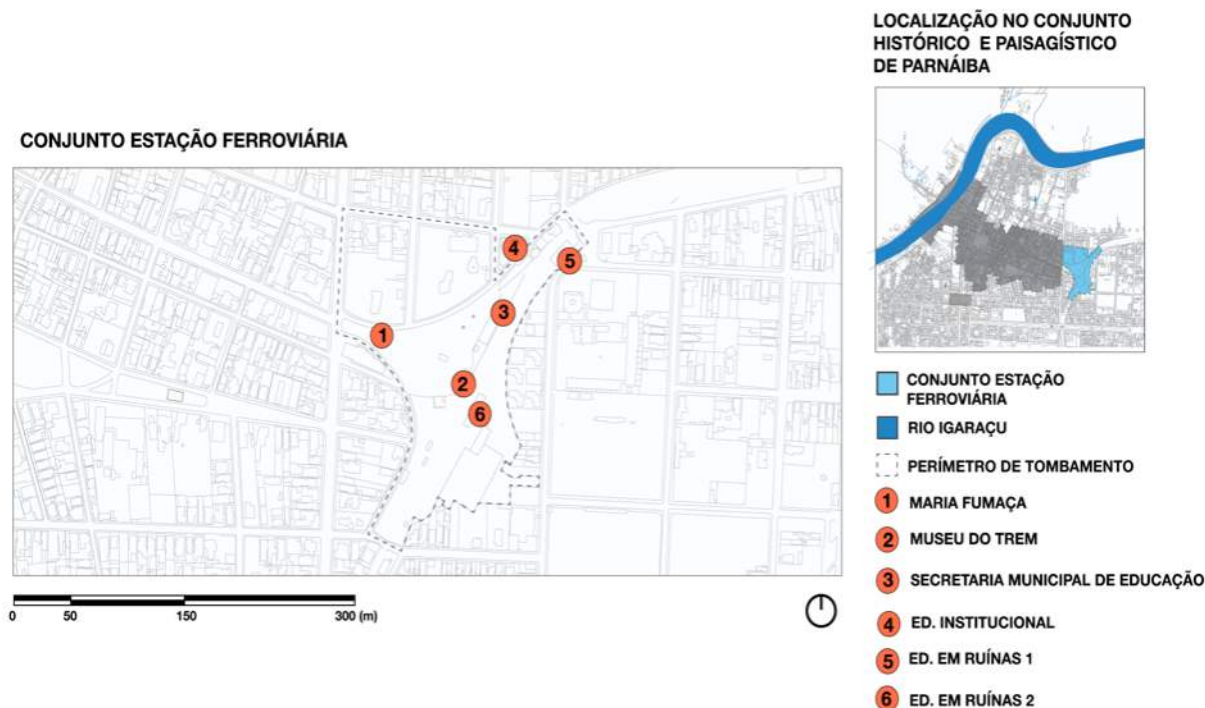 LOCALIZAÇÃO NO CONJUNTO
HISTÓRICO E PAISAGÍSTICO
DE PARNÁIBA
CONJUNTO ESTAÇÃO FERROVIÁRIA
4
5
3
1
2
6
0 50 150 300 (m)
CONJUNTO ESTAÇÃO
FERROVIÁRIA
RIO IGARAÇU
PERÍMETRO DE TOMBAMENTO
1 MARIA FUMAÇA
2 MUSEU DO TREM
3 SECRETARIA MUNICIPAL DE EDUCAÇÃO
4 ED. INSTITUCIONAL
5 ED. EM RUÍNAS 1
6 ED. EM RUÍNAS 2